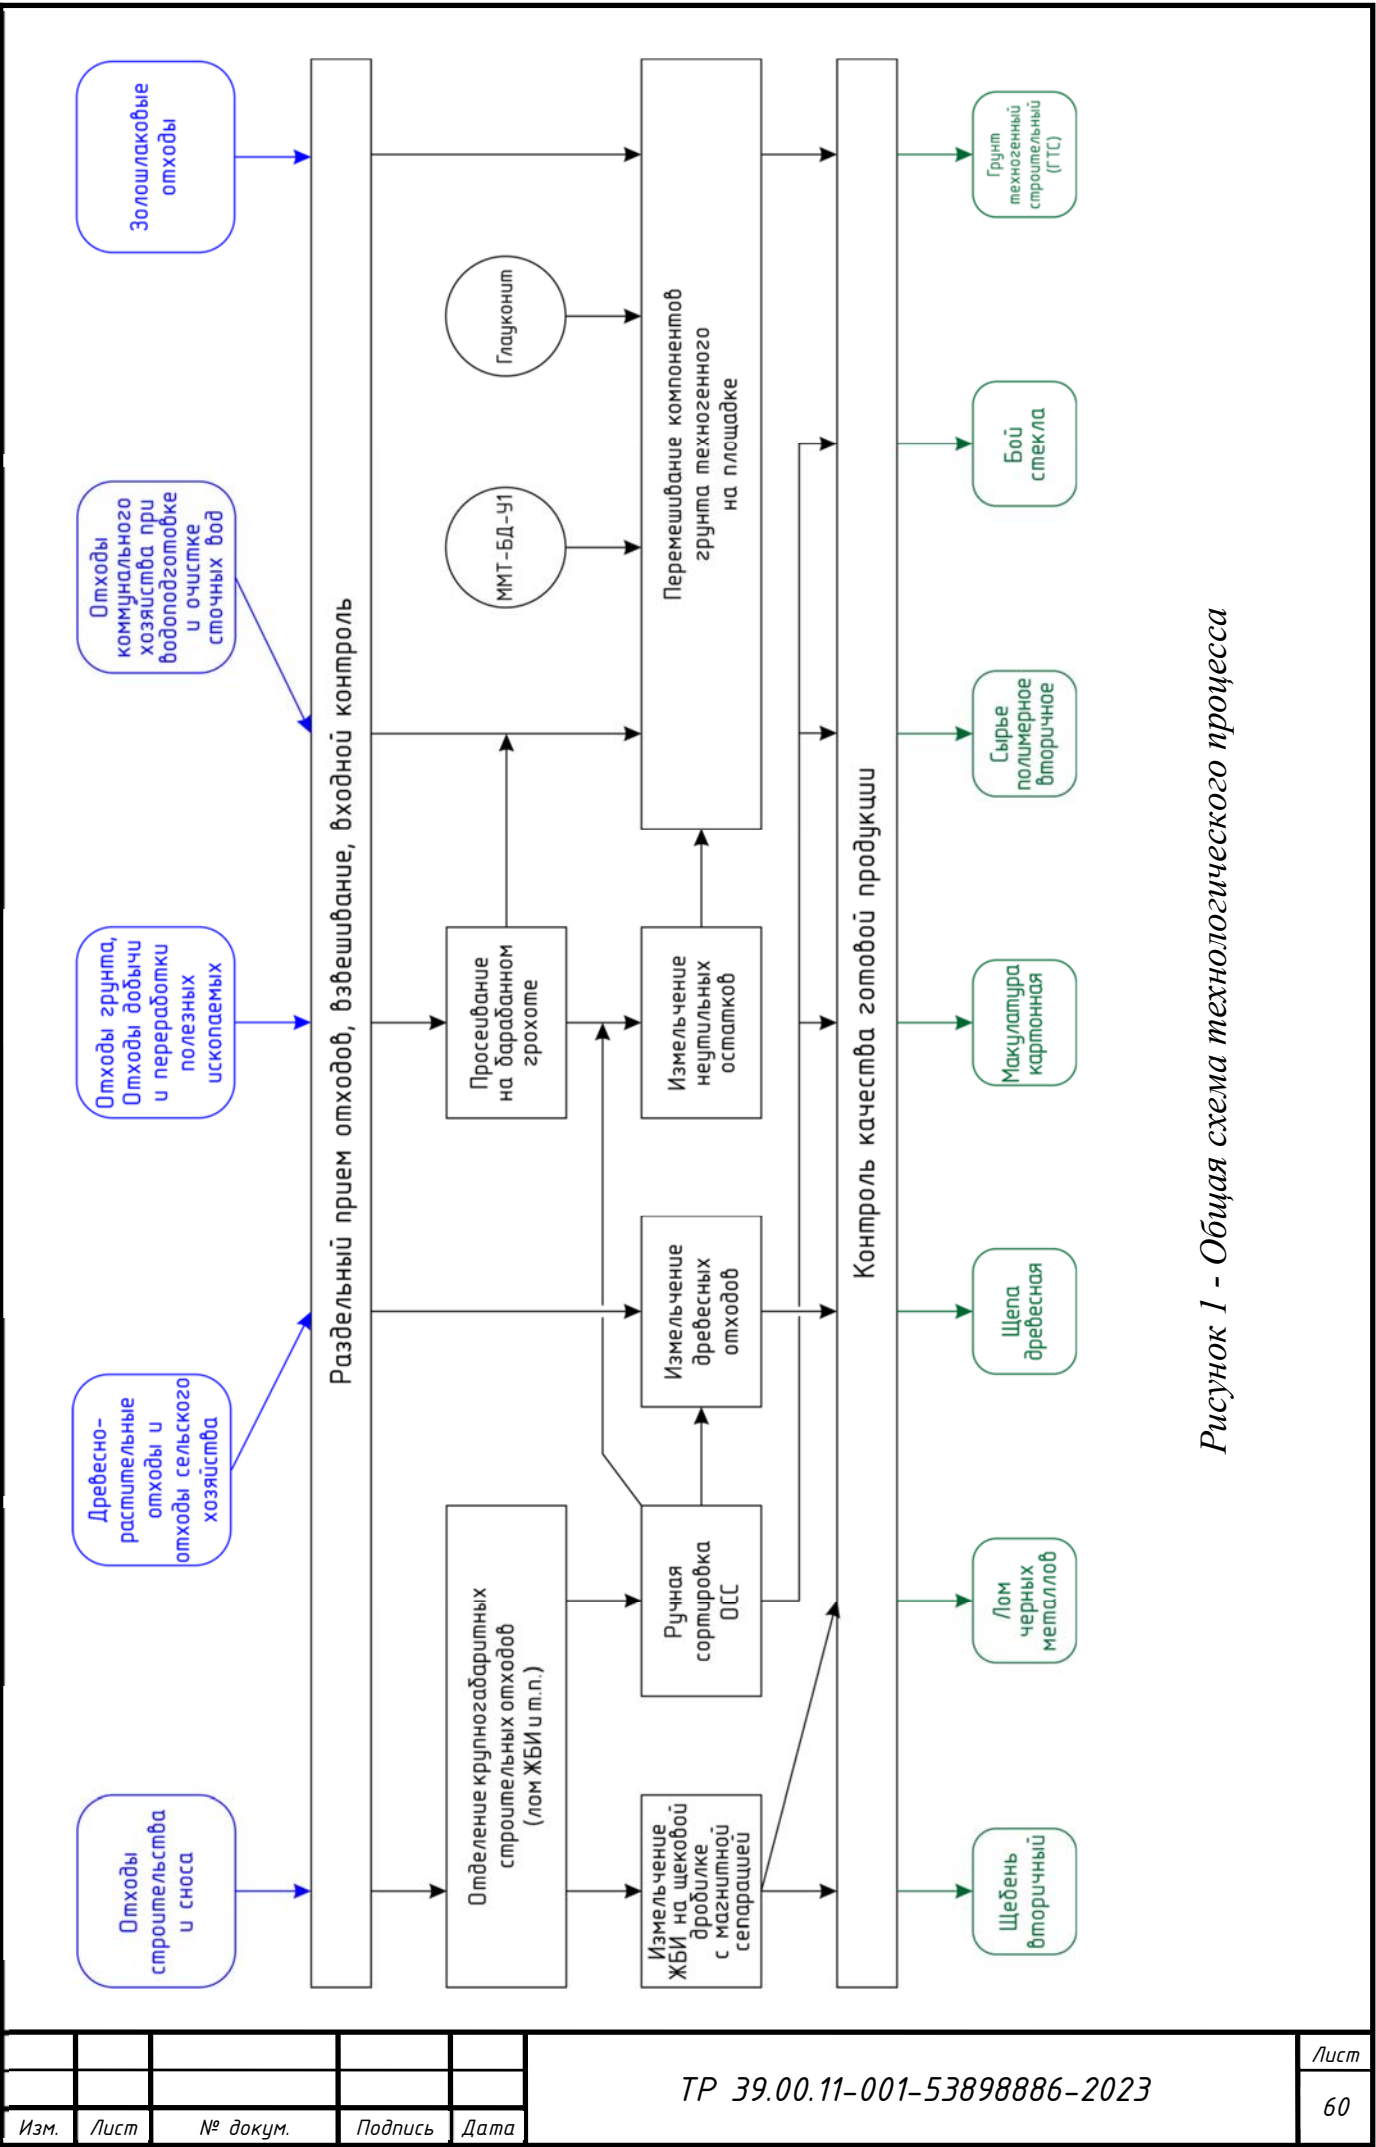 Отходы
строительства
и сноса
Древесно-
растительные
отходы и
отходы сельского
хозяйства
Отходы грунта,
Отходы добычи
и переработки
полезных
ископаемых
Отходы
коммунального
хозяйства при
водоподготовке
и очистке
сточных вод
Золошлаковые
отходы
Раздельный прием отходов, взвешивание, входной контроль
Отделение крупногабаритных
строительных отходов
(лом ЖБИ и т.п.)
Просеивание
на барабанном
грохоте
ММТ-БД-У1
Глауконит
Измельчение
ЖБИ на щековой
дробилке
с магнитной
сепарацией
Ручная
сортировка
ОСС
Измельчение
древесных
отходов
Измельчение
неутильных
остатков
Перемешивание компонентов
грунта техногенного
на площадке
Контроль качества готовой продукции
Щебень
вторичный
Лом
черных
металлов
Щепа
древесная
Макулатура
картонная
Сырье
полимерное
вторичное
Бой
стекла
Грунт
техногенный
строительный
(ГТС)
Рисунок 1 - Общая схема технологического процесса
Изм.
Лист
№ докум.
Подпись
Дата
ТР 39.00.11-001-53898886-2023
Лист
60